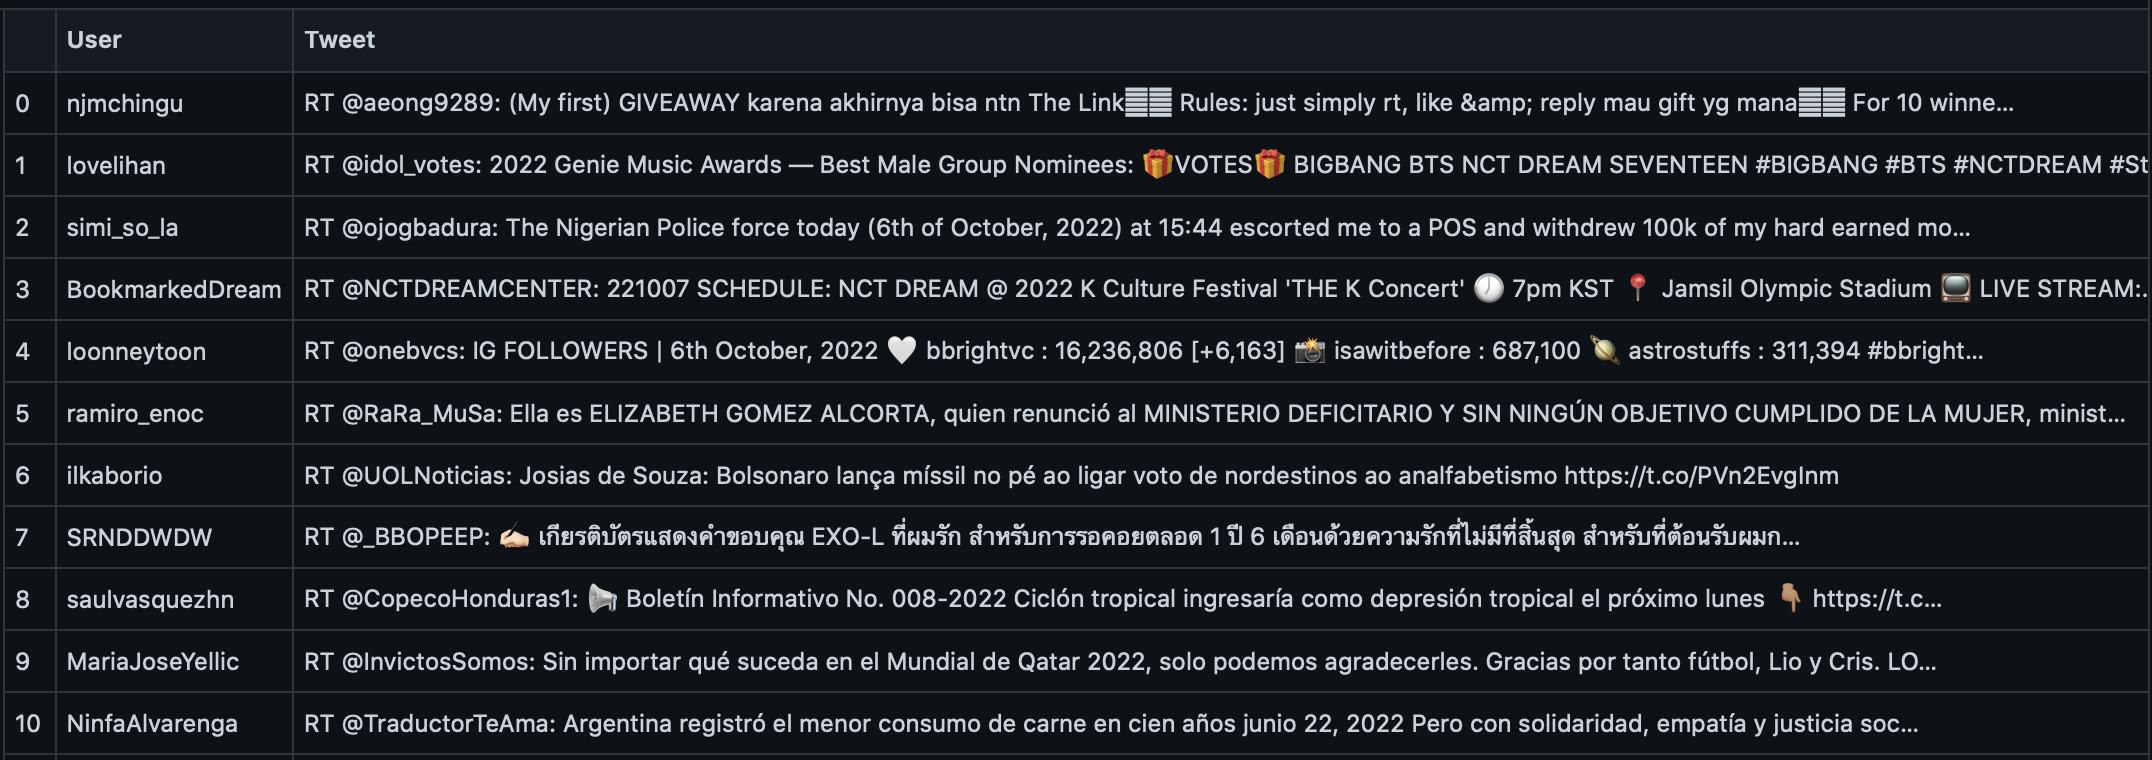 User Tweet
0 njmchingu RT @aeong9289: (My first) GIVEAWAY karena akhirnya bisa ntn The Link▤▤ Rules: just simply rt, like &amp; reply mau gift yg mana▤▤ For 10 winne...
1 lovelihan RT @idol_votes: 2022 Genie Music Awards — Best Male Group Nominees: 🎁VOTES🎁 BIGBANG BTS NCT DREAM SEVENTEEN #BIGBANG #BTS #NCTDREAM #St
2 simi_so_la RT @ojogbadura: The Nigerian Police force today (6th of October, 2022) at 15:44 escorted me to a POS and withdrew 100k of my hard earned mo...
3 BookmarkedDream RT @NCTDREAMCENTER: 221007 SCHEDULE: NCT DREAM @ 2022 K Culture Festival 'THE K Concert' 🕖 7pm KST 📍 Jamsil Olympic Stadium 📺 LIVE STREAM:.
4 loonneytoon RT @onebvcs: IG FOLLOWERS | 6th October, 2022 🤍 bbrightvc : 16,236,806 [+6,163] 📸 isawitbefore : 687,100 🪐 astrostuffs : 311,394 #bbright...
5 ramiro_enoc RT @RaRa_MuSa: Ella es ELIZABETH GOMEZ ALCORTA, quien renunció al MINISTERIO DEFICITARIO Y SIN NINGÚN OBJETIVO CUMPLIDO DE LA MUJER, minist...
6 ilkaborio RT @UOLNoticias: Josias de Souza: Bolsonaro lança míssil no pé ao ligar voto de nordestinos ao analfabetismo https://t.co/PVn2EvgInm
7 SRNDDWDW RT @_BBOPEEP: ✍🏻 เกียรติบัตรแสดงคำขอบคุณ EXO-L ที่ผมรัก สำหรับการรอคอยตลอด 1 ปี 6 เดือนด้วยความรักที่ไม่มีที่สิ้นสุด สำหรับที่ต้อนรับผมก...
8 saulvasquezhn RT @CopecoHonduras1: 📢 Boletín Informativo No. 008-2022 Ciclón tropical ingresaría como depresión tropical el próximo lunes 👇🏽 https://t.c...
9 MariaJoseYellic RT @InvictosSomos: Sin importar qué suceda en el Mundial de Qatar 2022, solo podemos agradecerles. Gracias por tanto fútbol, Lio y Cris. LO...
10 NinfaAlvarenga RT @TraductorTeAma: Argentina registró el menor consumo de carne en cien años junio 22, 2022 Pero con solidaridad, empatía y justicia soc...